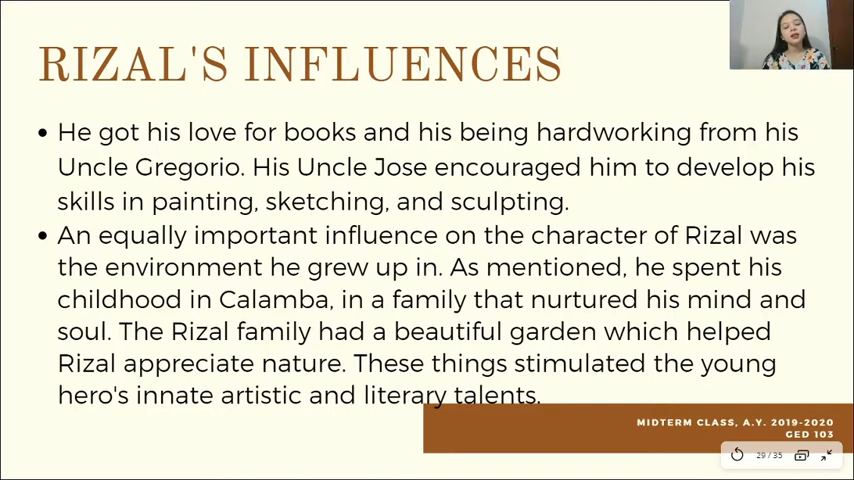 RIZAL'S INFLUENCES
• He got his love for books and his being hardworking from his
Uncle Gregorio. His Uncle Jose encouraged him to develop his
skills in painting, sketching, and sculpting.
• An equally important influence on the character of Rizal was
the environment he grew up in. As mentioned, he spent his
childhood in Calamba, in a family that nurtured his mind and
soul. The Rizal family had a beautiful garden which helped
Rizal appreciate nature. These things stimulated the young
hero's innate artistic and literary talents.
MIDTERM CLASS, A.Y. 2019-2020
GED 103
29 / 35